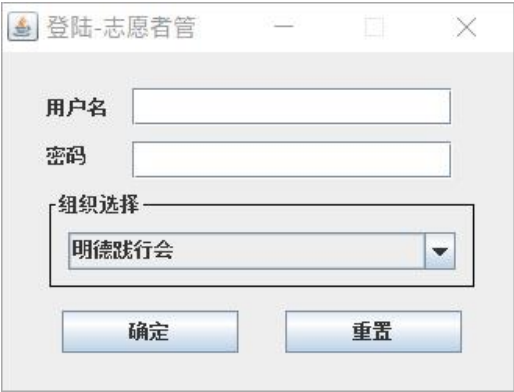 登陆-志愿者管
用户名
密码
组织选择
明德践行会
确定 重置